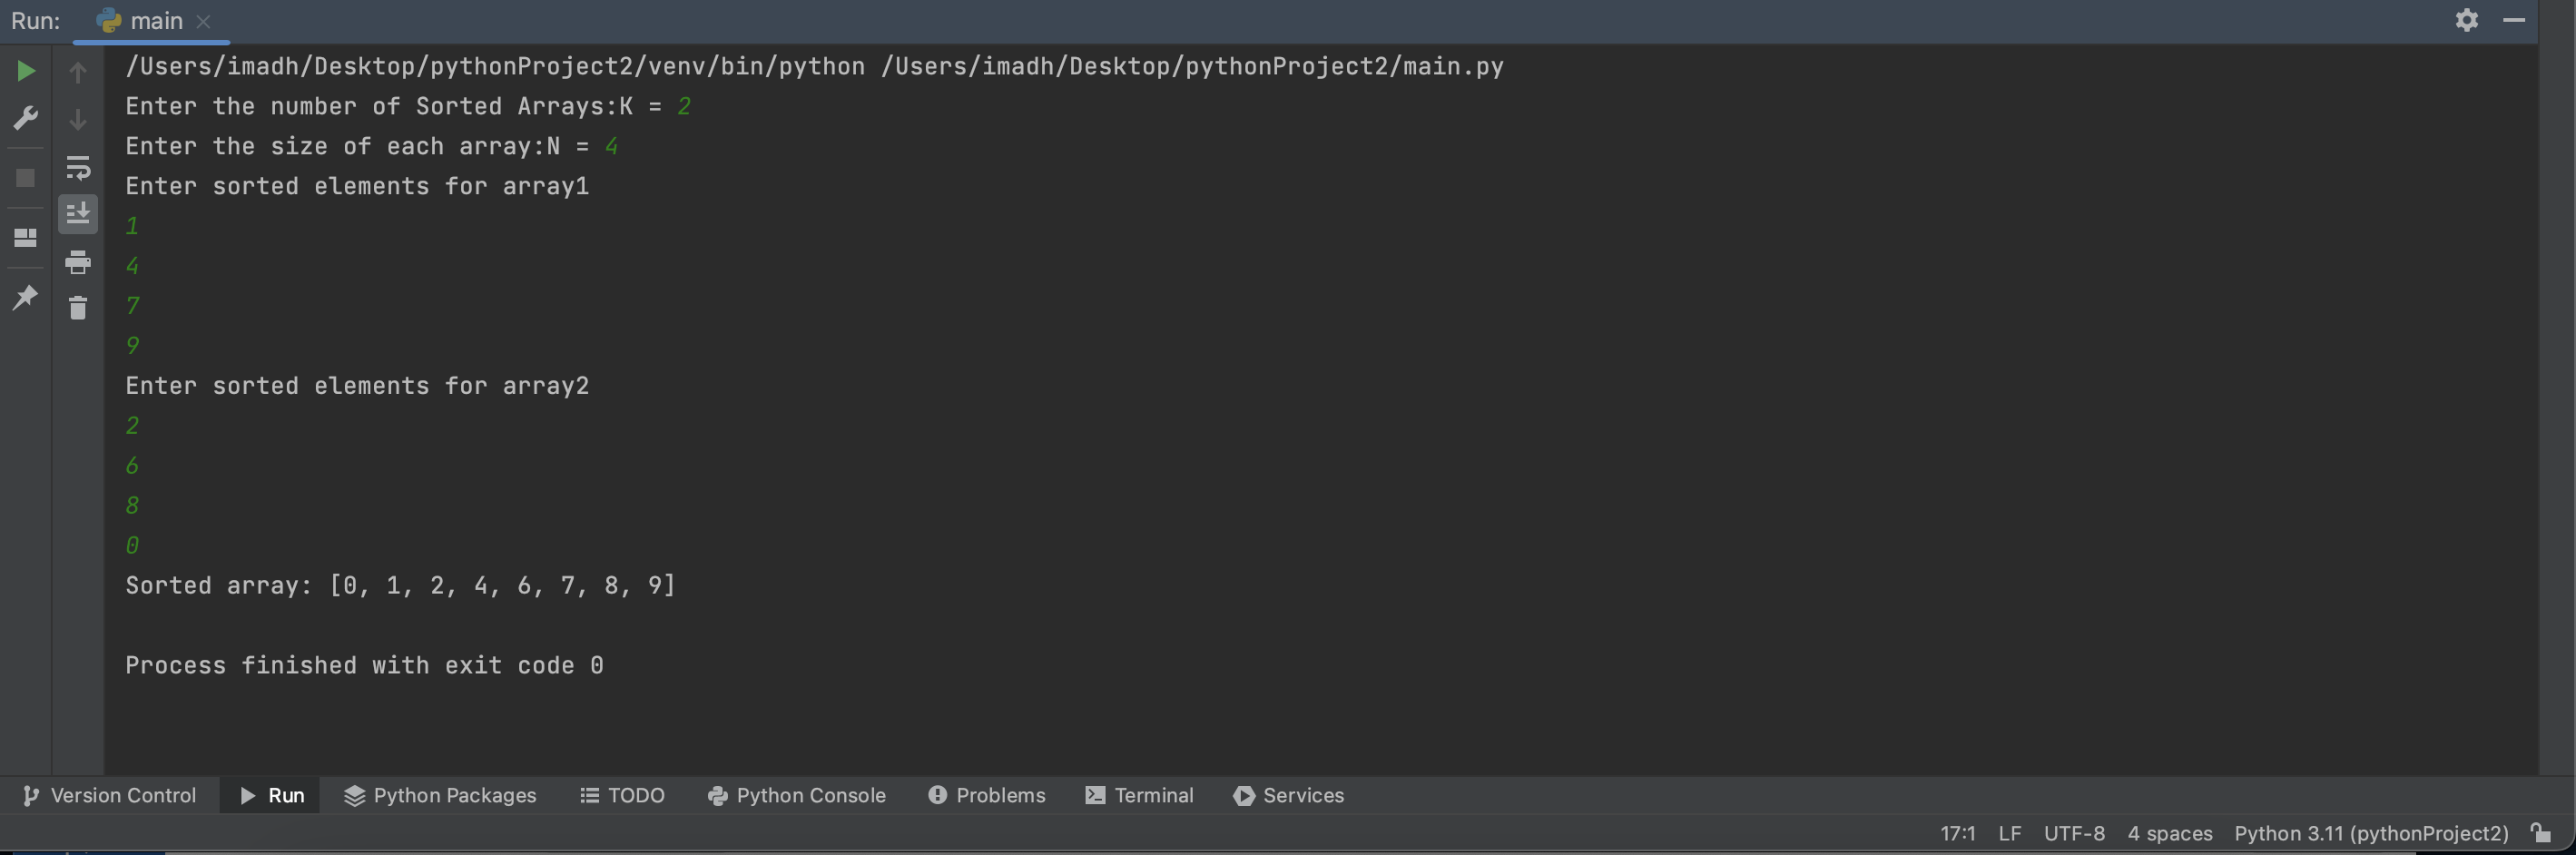 Run: main
/Users/imadh/Desktop/pythonProject2/venv/bin/python /Users/imadh/Desktop/pythonProject2/main.py
Enter the number of Sorted Arrays:K = 2
Enter the size of each array:N = 4
Enter sorted elements for array1
1
4
7
9
Enter sorted elements for array2
2
6
8
0
Sorted array: [0, 1, 2, 4, 6, 7, 8, 9]
Process finished with exit code 0
Version Control Run Python Packages TODO Python Console Problems Terminal Services
17:1 LF UTF-8 4 spaces Python 3.11 (pythonProject2)